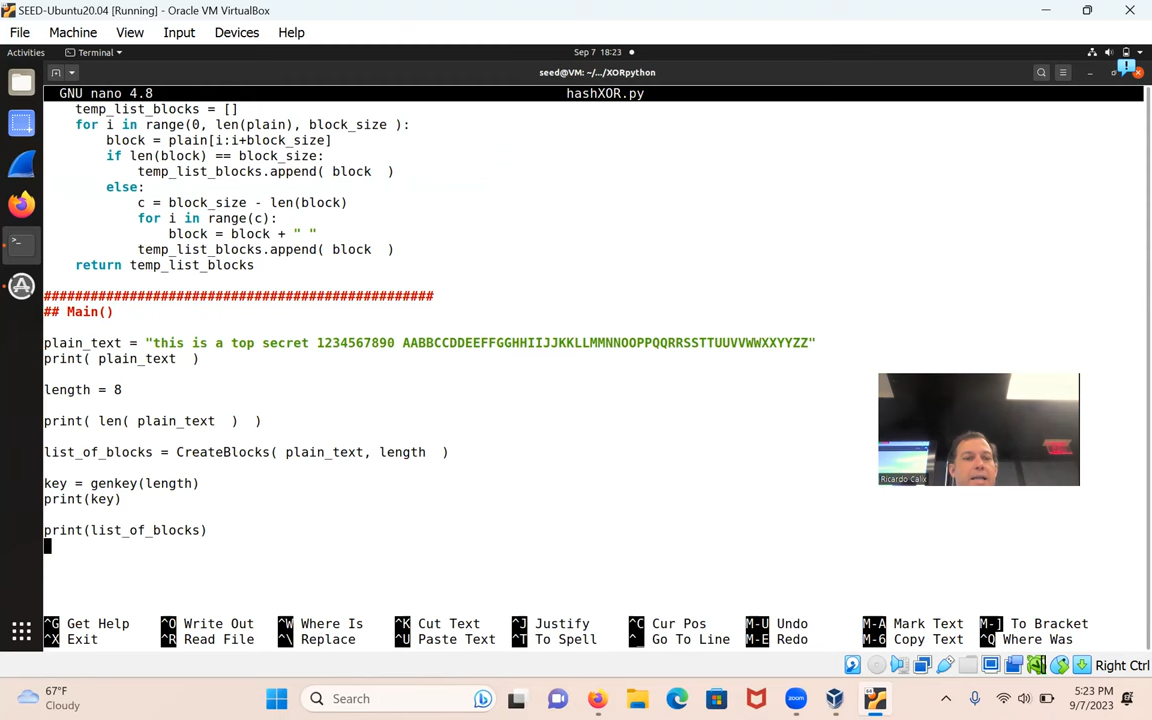 SEED-Ubuntu20.04 [Running] - Oracle VM VirtualBox
File Machine View Input Devices Help
Activities Terminal Sep 7 18:23
seed@VM: ~/.../XORpython
GNU nano 4.8 hashXOR.py
temp_list_blocks = []
for i in range(0, len(plain), block_size ):
block = plain[i:i+block_size]
if len(block) == block_size:
temp_list_blocks.append( block )
else:
c = block_size - len(block)
for i in range(c):
block = block + " "
temp_list_blocks.append( block )
return temp_list_blocks
##################################################
## Main()
plain_text = "this is a top secret 1234567890 AABBCCDDEEFFGGHHIIJJKKLLMMNNOOPPQQRRSSTTUUVVWWXXYYZZ"
print( plain_text )
length = 8
print( len( plain_text ) )
list_of_blocks = CreateBlocks( plain_text, length )
key = genkey(length)
print(key)
print(list_of_blocks)
Ricardo Calix
^G Get Help ^O Write Out ^W Where Is ^K Cut Text ^J Justify ^C Cur Pos M-U Undo M-A Mark Text M-] To Bracket
^X Exit ^R Read File ^\ Replace ^U Paste Text ^T To Spell ^_ Go To Line M-E Redo M-6 Copy Text ^Q Where Was
Right Ctrl
67°F
Cloudy
Search
5:23 PM
9/7/2023